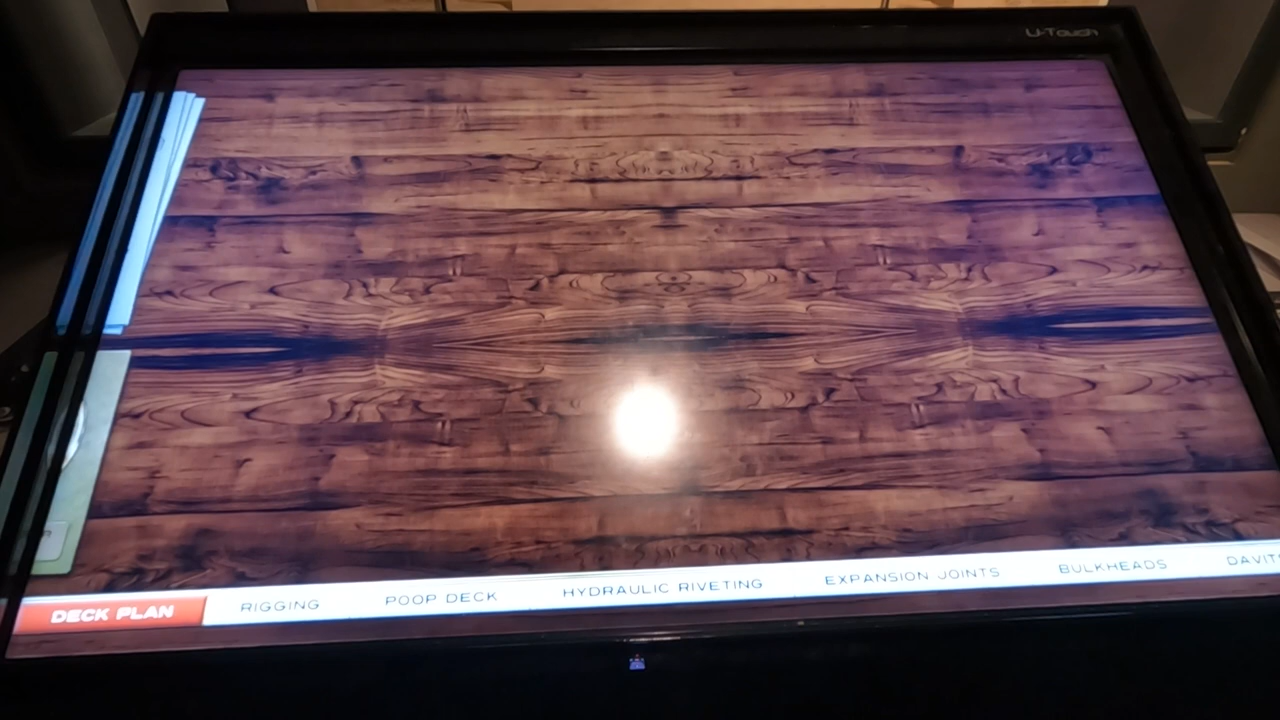 U-Touch
DECK PLAN
RIGGING
POOP DECK
HYDRAULIC RIVETING
EXPANSION JOINTS
BULKHEADS